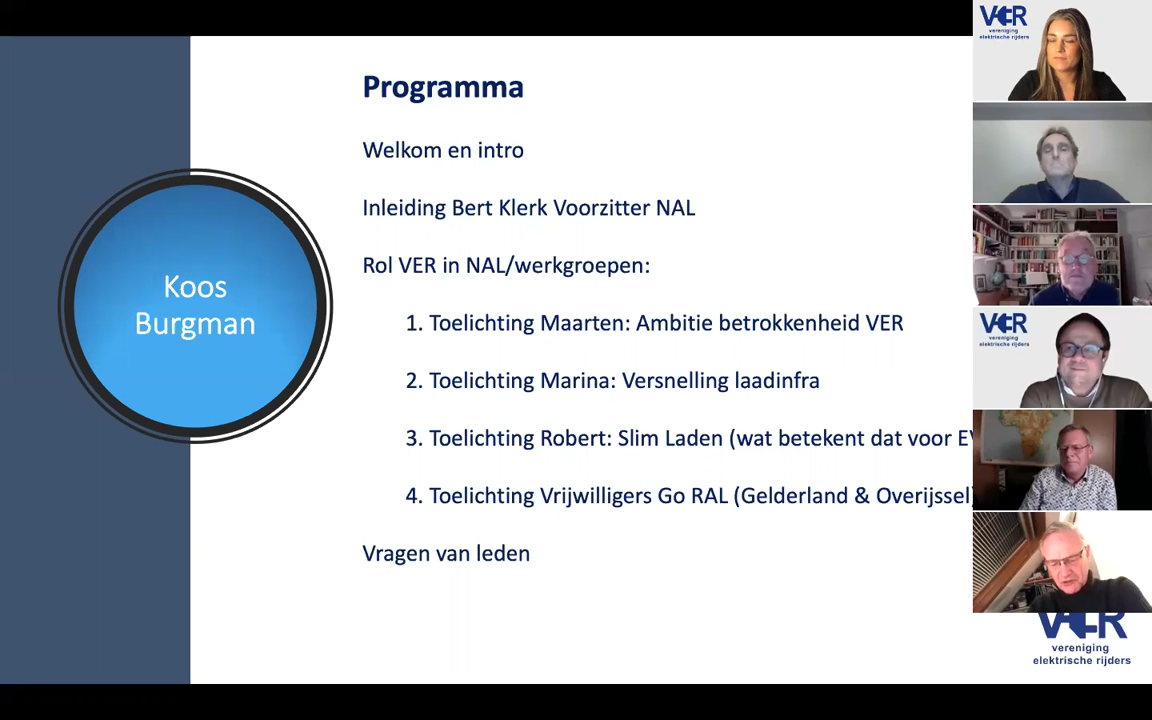 Programma
Welkom en intro
Inleiding Bert Klerk Voorzitter NAL
Rol VER in NAL/werkgroepen:
1. Toelichting Maarten: Ambitie betrokkenheid VER
2. Toelichting Marina: Versnelling laadinfra
3. Toelichting Robert: Slim Laden (wat betekent dat voor EV
4. Toelichting Vrijwilligers Go RAL (Gelderland & Overijssel)
Vragen van leden
Koos
Burgman
VER
vereniging
elektrische rijders
VER
vereniging
elektrische rijders
VER
vereniging
elektrische rijders